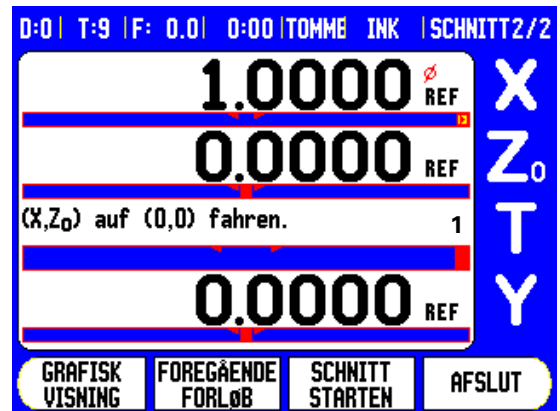 D:0 | T:9 | F: 0.0 | 0:00 | TOMME INK | SCHNITT2/2
1.0000 Ø REF X
0.0000 REF Z0
(X,Z0) auf (0,0) fahren. 1 T
0.0000 REF Y
GRAFISK VISNING
FOREGÅENDE FORLØB
SCHNITT STARTEN
AFSLUT